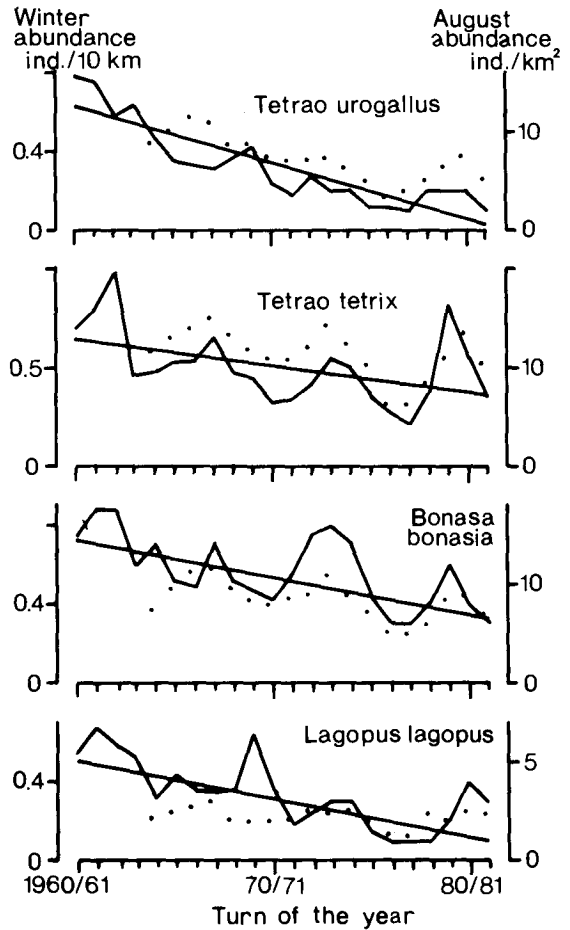 Winter
abundance
ind./10 km
August
abundance
ind./km²
Tetrao urogallus
0.4
0
10
0
Tetrao tetrix
0.5
0
10
0
Bonasa
bonasia
0.4
0
10
0
Lagopus lagopus
0.4
0
5
0
1960/61
70/71
80/81
Turn of the year